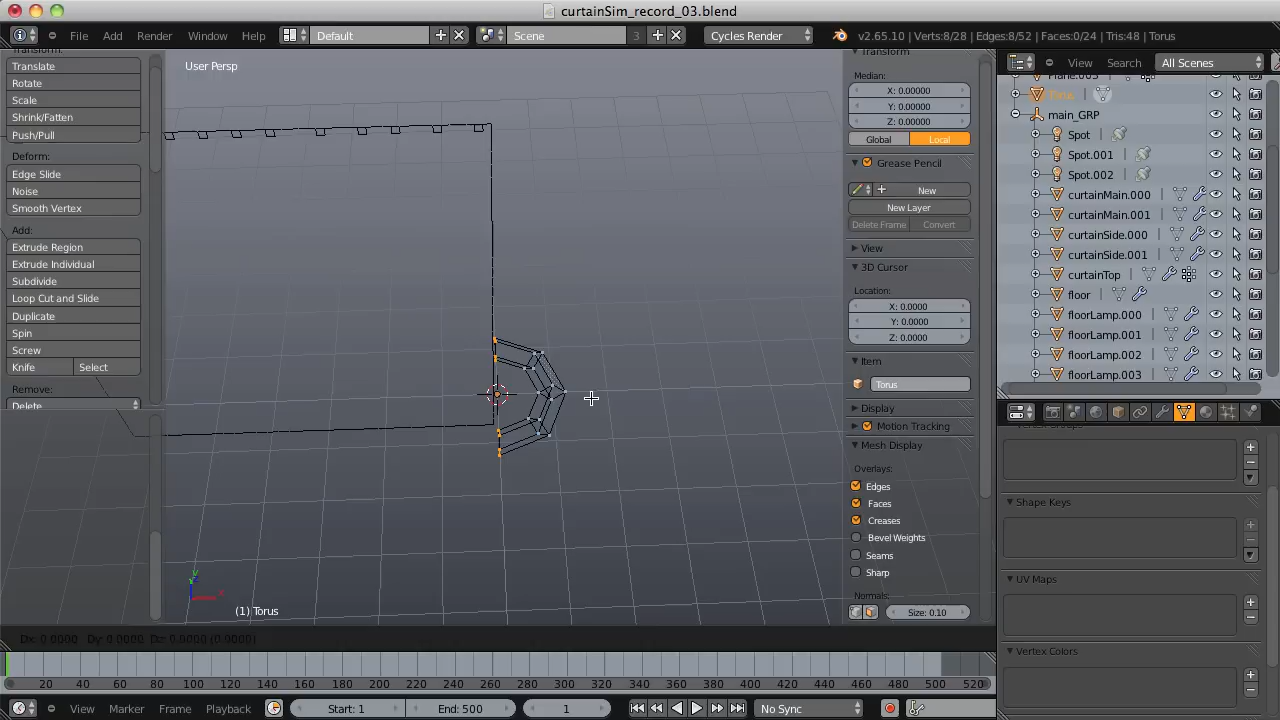 curtainSim_record_03.blend
File Add Render Window Help Default Scene 3 Cycles Render v2.65.10 | Verts:8/28 | Edges:8/52 | Faces:0/24 | Tris:48 | Torus
Transform:
Translate
Rotate
Scale
Shrink/Fatten
Push/Pull
Deform:
Edge Slide
Noise
Smooth Vertex
Add:
Extrude Region
Extrude Individual
Subdivide
Loop Cut and Slide
Duplicate
Spin
Screw
Knife Select
Remove:
Delete
User Persp
(1) Torus
Dx: 0.0000 Dy: 0.0000 Dz: 0.0000 (0.0000)
Transform
Median:
X: 0.00000
Y: 0.00000
Z: 0.00000
Global Local
Grease Pencil
New
New Layer
Delete Frame Convert
View
3D Cursor
Location:
X: 0.0000
Y: 0.0000
Z: 0.0000
Item
Torus
Display
Motion Tracking
Mesh Display
Overlays:
Edges
Faces
Creases
Bevel Weights
Seams
Sharp
Normals:
Size: 0.10
View Search All Scenes
Plane.003
Torus
main_GRP
Spot
Spot.001
Spot.002
curtainMain.000
curtainMain.001
curtainSide.000
curtainSide.001
curtainTop
floor
floorLamp.000
floorLamp.001
floorLamp.002
floorLamp.003
Shape Keys
UV Maps
Vertex Colors
20 40 60 80 100 120 140 160 180 200 220 240 260 280 300 320 340 360 380 400 420 440 460 480 500 520
View Marker Frame Playback Start: 1 End: 500 1 No Sync